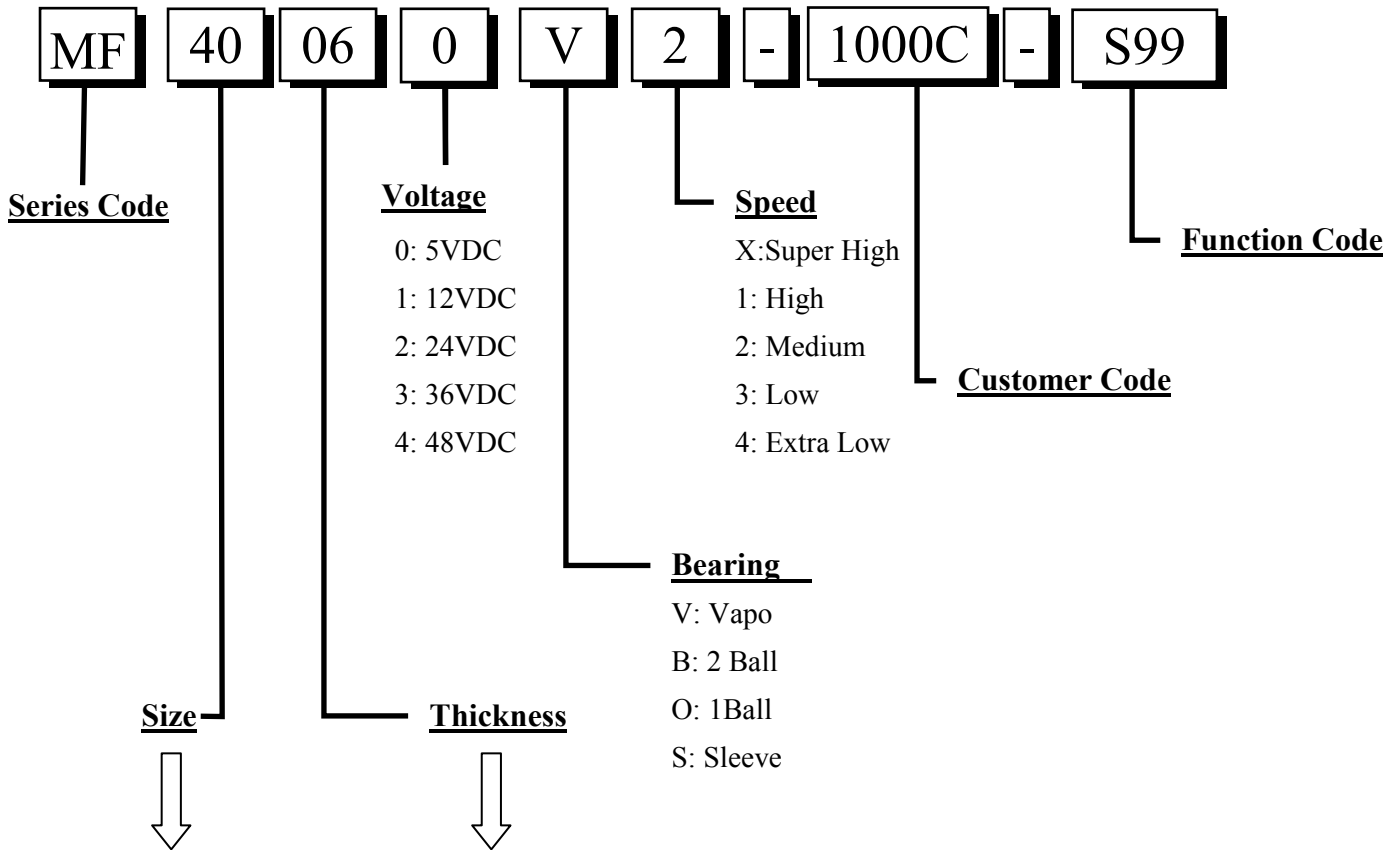 MF 40 06 0 V 2 - 1000C - S99
Series Code
Voltage
0: 5VDC
1: 12VDC
2: 24VDC
3: 36VDC
4: 48VDC
Speed
X:Super High
1: High
2: Medium
3: Low
4: Extra Low
Function Code
Customer Code
Bearing
V: Vapo
B: 2 Ball
O: 1Ball
S: Sleeve
Size
Thickness